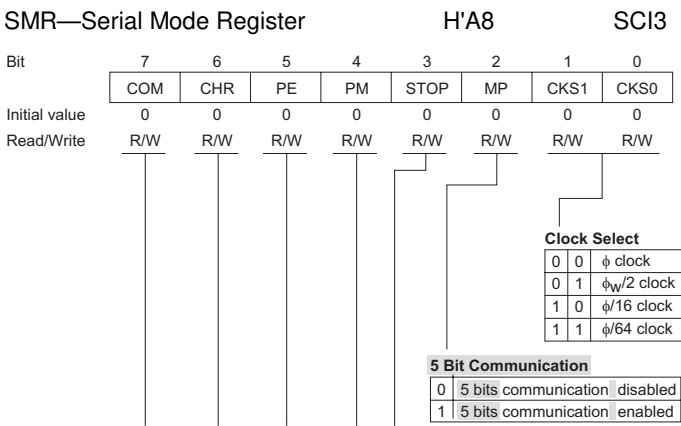 SMR—Serial Mode Register H'A8 SCI3
Bit 7 6 5 4 3 2 1 0
COM CHR PE PM STOP MP CKS1 CKS0
Initial value 0 0 0 0 0 0 0 0
Read/Write R/W R/W R/W R/W R/W R/W R/W R/W
Clock Select
0 0 ϕ clock
0 1 ϕW/2 clock
1 0 ϕ/16 clock
1 1 ϕ/64 clock
5 Bit Communication
0 5 bits communication disabled
1 5 bits communication enabled